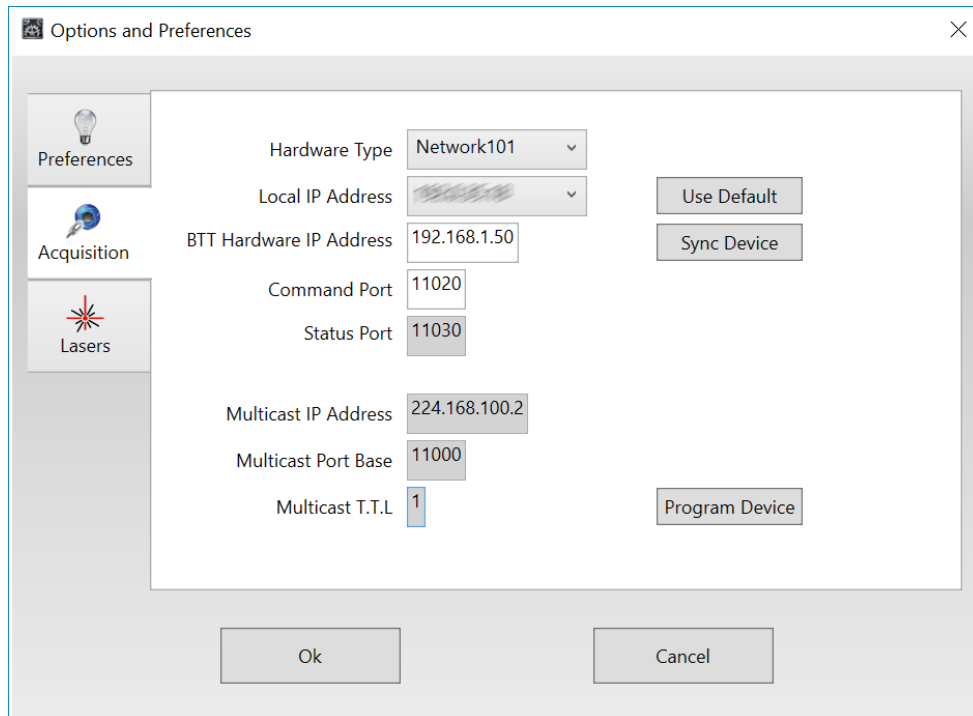 Options and Preferences
Preferences
Acquisition
Lasers
Hardware Type Network101
Local IP Address Use Default
BTT Hardware IP Address 192.168.1.50 Sync Device
Command Port 11020
Status Port 11030
Multicast IP Address 224.168.100.2
Multicast Port Base 11000
Multicast T.T.L 1 Program Device
Ok Cancel